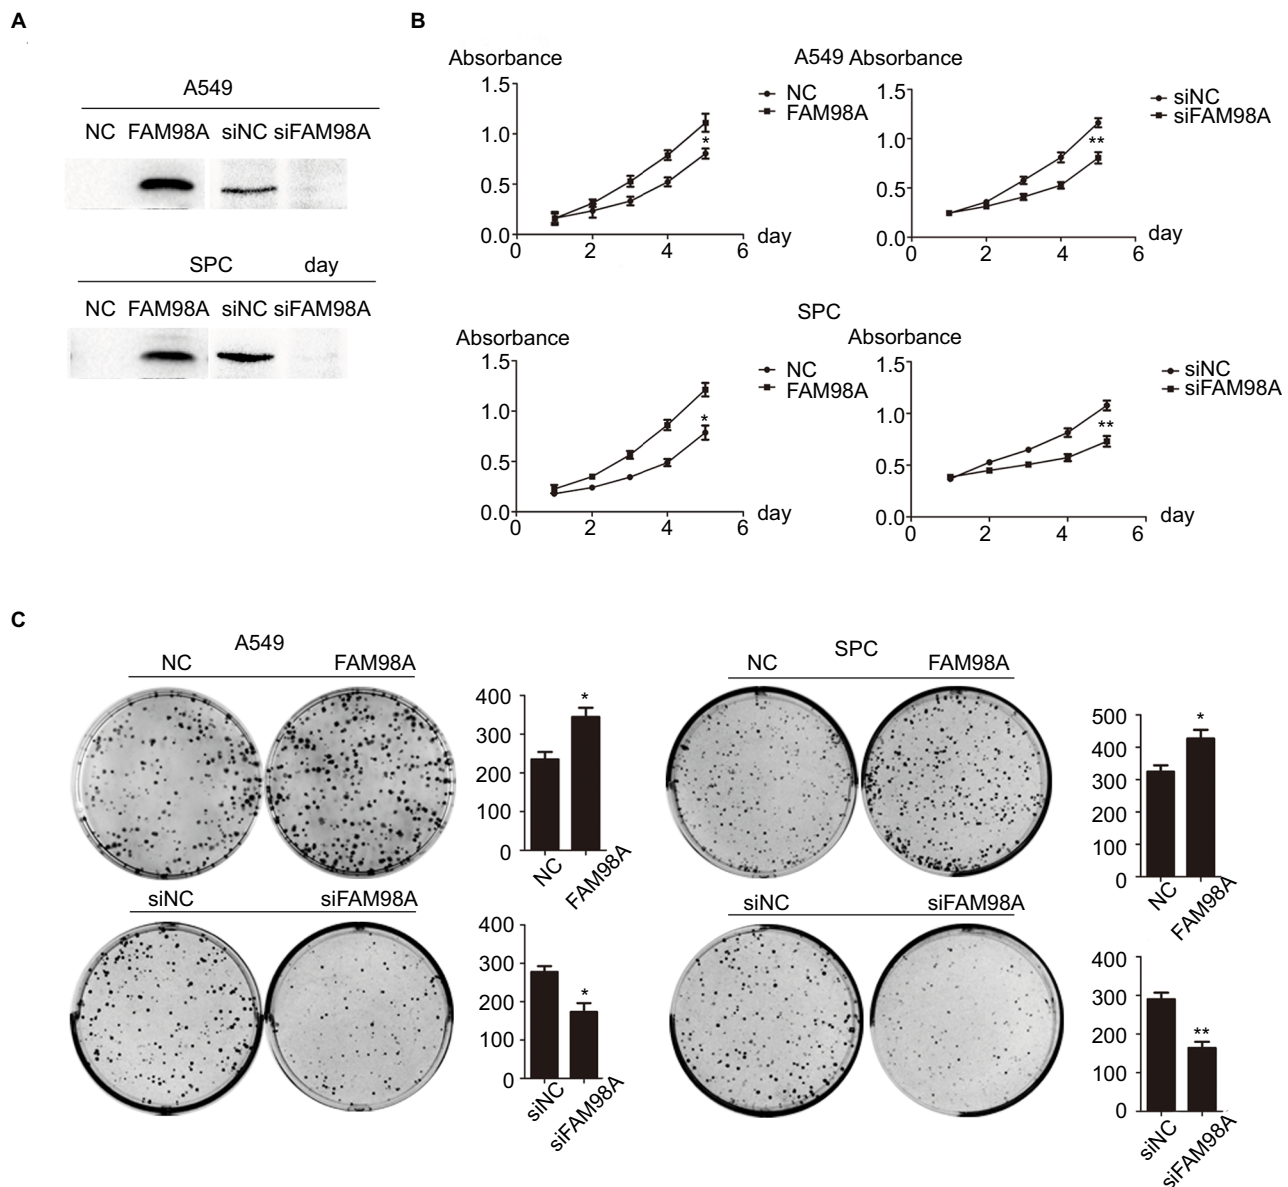 A
A549
NC FAM98A siNC siFAM98A
SPC day
NC FAM98A siNC siFAM98A
B
A549
Absorbance
1.5
1.0
0.5
0.0
0 2 4 6 day
NC
FAM98A
*
Absorbance
1.5
1.0
0.5
0.0
0 2 4 6 day
siNC
siFAM98A
**
SPC
Absorbance
1.5
1.0
0.5
0.0
0 2 4 6 day
NC
FAM98A
*
Absorbance
1.5
1.0
0.5
0.0
0 2 4 6 day
siNC
siFAM98A
**
C
A549
NC FAM98A
400
300
200
100
0
*
NC FAM98A
siNC siFAM98A
400
300
200
100
0
*
siNC siFAM98A
SPC
NC FAM98A
500
400
300
200
100
0
*
NC FAM98A
siNC siFAM98A
400
300
200
100
0
**
siNC siFAM98A